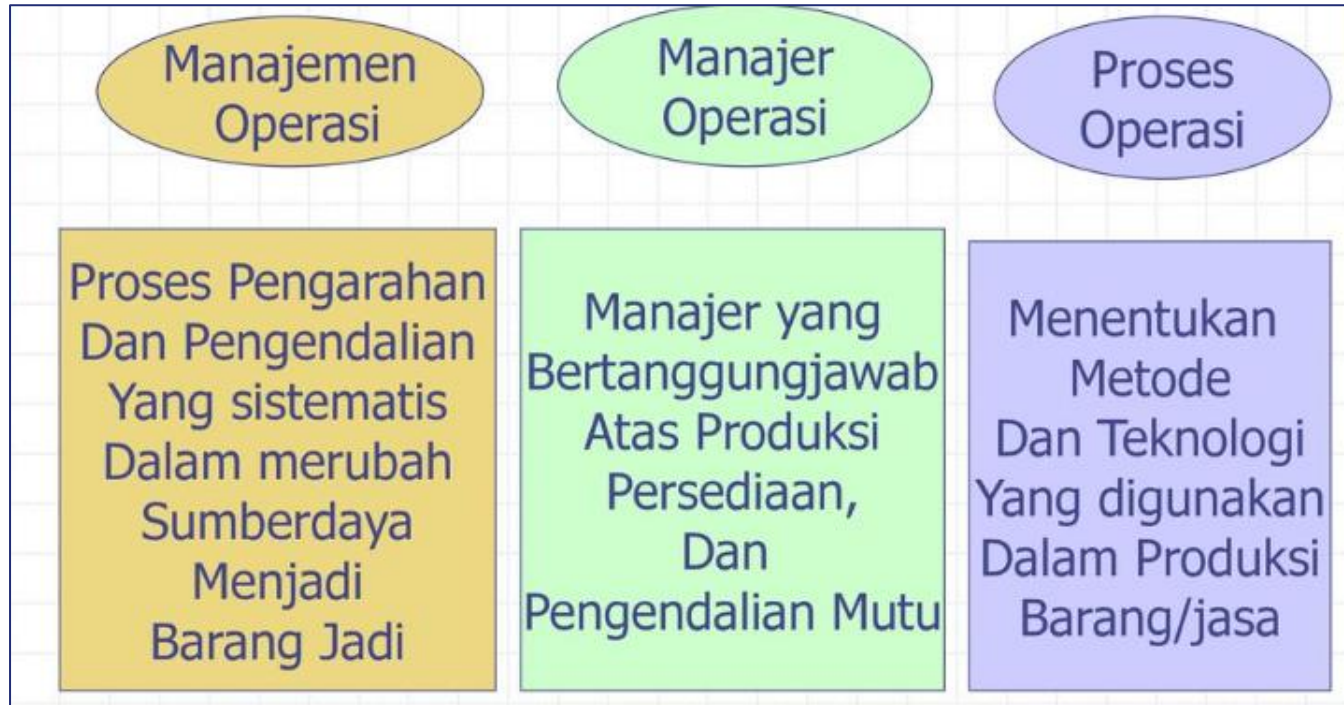 Manajemen
Operasi
Manajer
Operasi
Proses
Operasi
Proses Pengarahan
Dan Pengendalian
Yang sistematis
Dalam merubah
Sumberdaya
Menjadi
Barang Jadi
Manajer yang
Bertanggungjawab
Atas Produksi
Persediaan,
Dan
Pengendalian Mutu
Menentukan
Metode
Dan Teknologi
Yang digunakan
Dalam Produksi
Barang/jasa